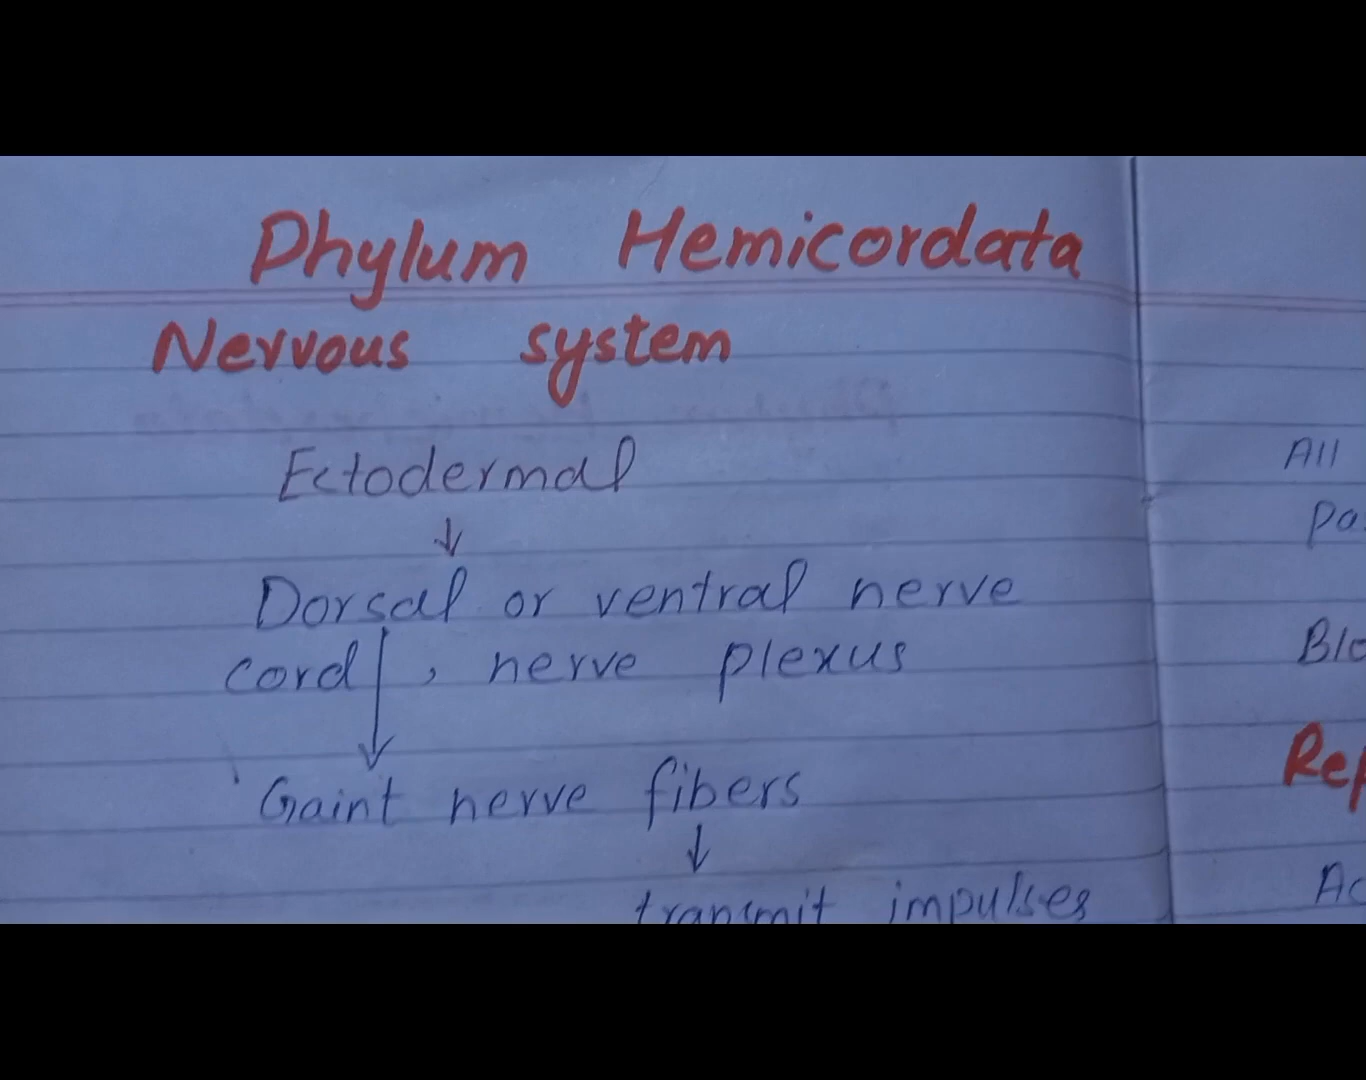 Phylum Hemicordata
Nervous system
Ectodermal
↓
Dorsal or ventral nerve
cord, nerve plexus
Gaint nerve fibers
↓
transmit impulses
All
Pa
Blo
Rep
Ac